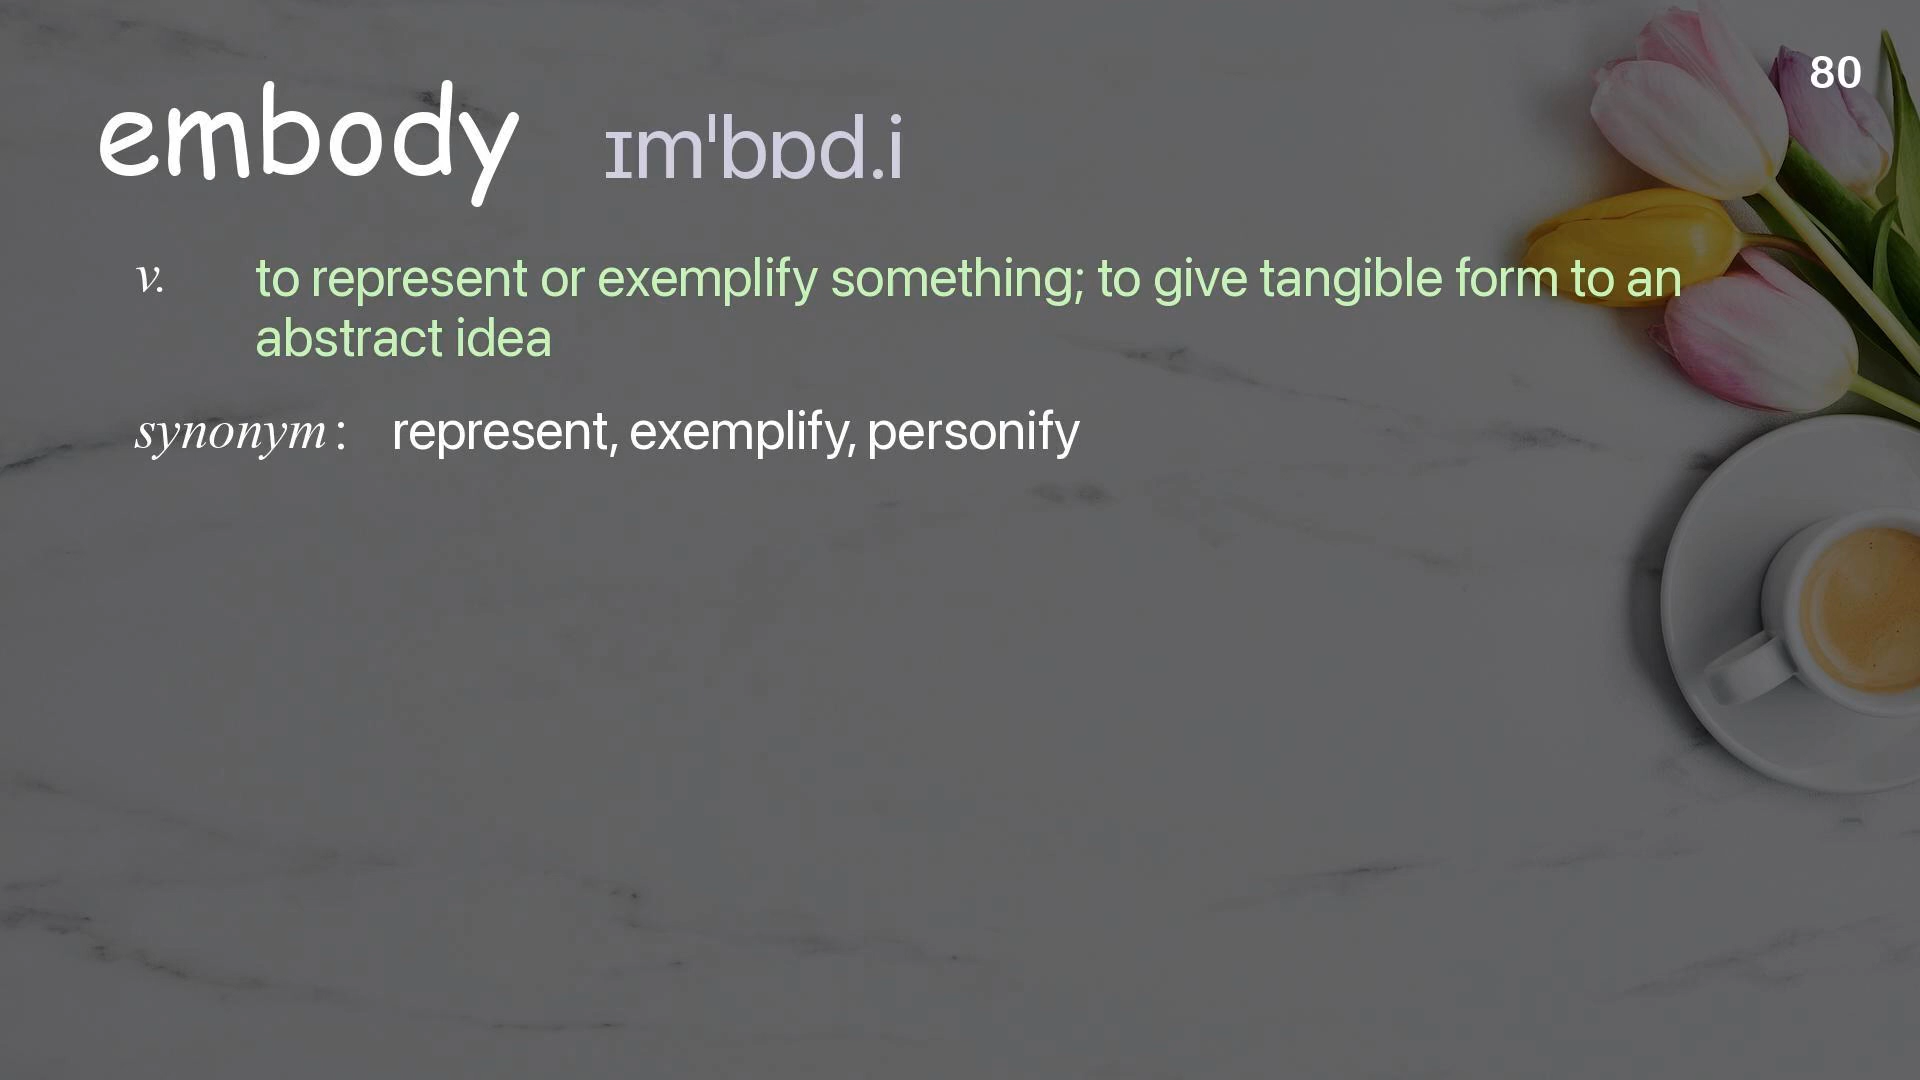 80
embody ɪmˈbɒd.i
v. to represent or exemplify something; to give tangible form to an
abstract idea
synonym: represent, exemplify, personify